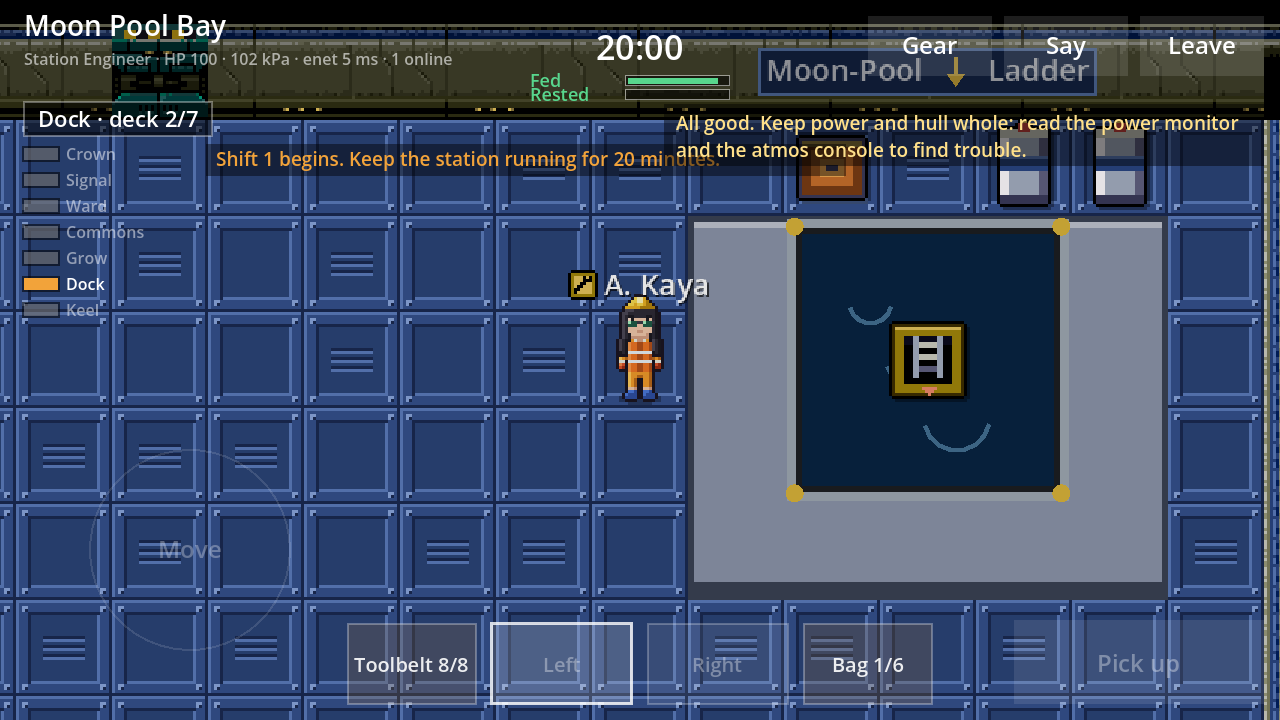 Moon Pool Bay
Station Engineer · HP 100 · 102 kPa · enet 5 ms · 1 online
20:00
Gear
Say
Leave
Fed
Rested
Moon-Pool ↓ Ladder
Dock · deck 2/7
All good. Keep power and hull whole: read the power monitor
and the atmos console to find trouble.
Shift 1 begins. Keep the station running for 20 minutes.
Crown
Signal
Ward
Commons
Grow
Dock
Keel
A. Kaya
Move
Toolbelt 8/8
Left
Right
Bag 1/6
Pick up